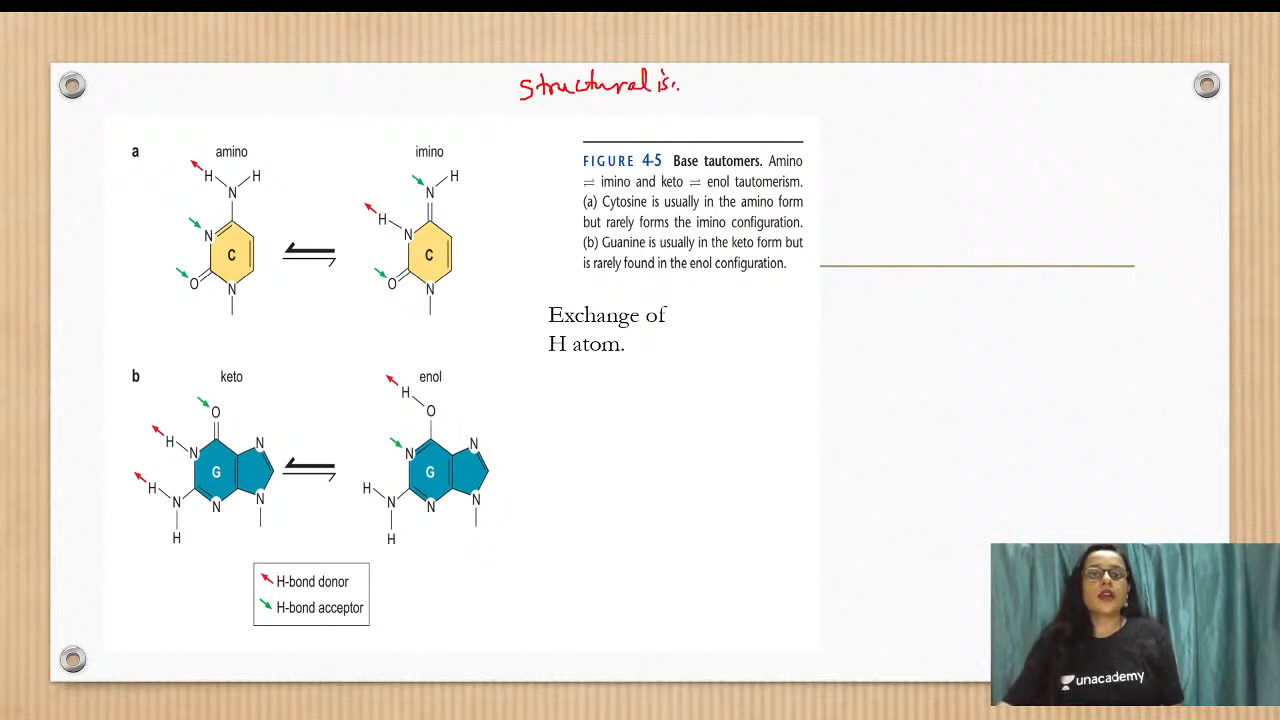 structural is.
a
amino
imino
H
H
N
N
C
O
N
H
N
H
N
C
O
N
FIGURE 4-5 Base tautomers. Amino
⇌ imino and keto ⇌ enol tautomerism.
(a) Cytosine is usually in the amino form
but rarely forms the imino configuration.
(b) Guanine is usually in the keto form but
is rarely found in the enol configuration.
Exchange of
H atom.
b
keto
enol
O
H
N
N
G
H
N
N
N
H
H
O
N
N
G
H
N
N
N
H
H-bond donor
H-bond acceptor
unacademy